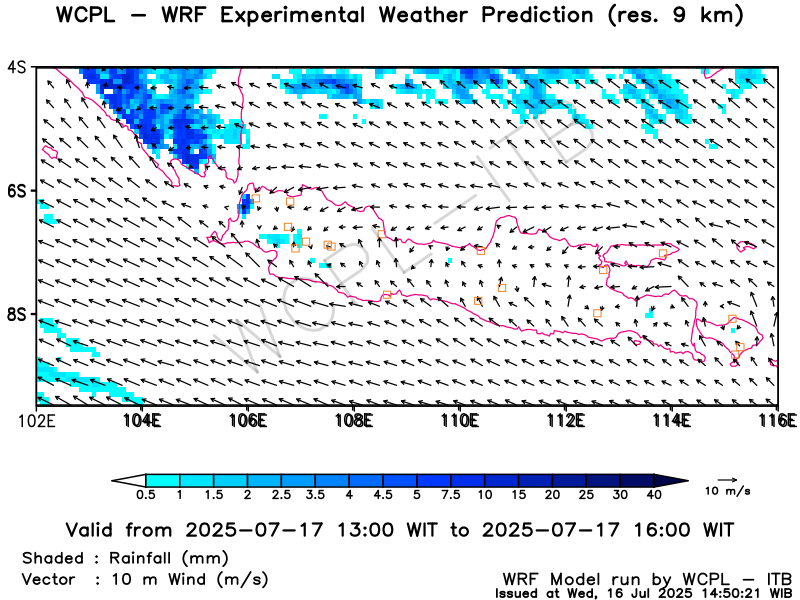 WCPL – WRF Experimental Weather Prediction (res. 9 km)
4S
6S
8S
102E 104E 106E 108E 110E 112E 114E 116E
WCPL-ITB
0.5 1 1.5 2 2.5 3.5 4 4.5 5 7.5 10 15 20 25 30 40
10 m/s
Valid from 2025-07-17 13:00 WIT to 2025-07-17 16:00 WIT
Shaded : Rainfall (mm)
Vector : 10 m Wind (m/s)
WRF Model run by WCPL – ITB
Issued at Wed, 16 Jul 2025 14:50:21 WIB